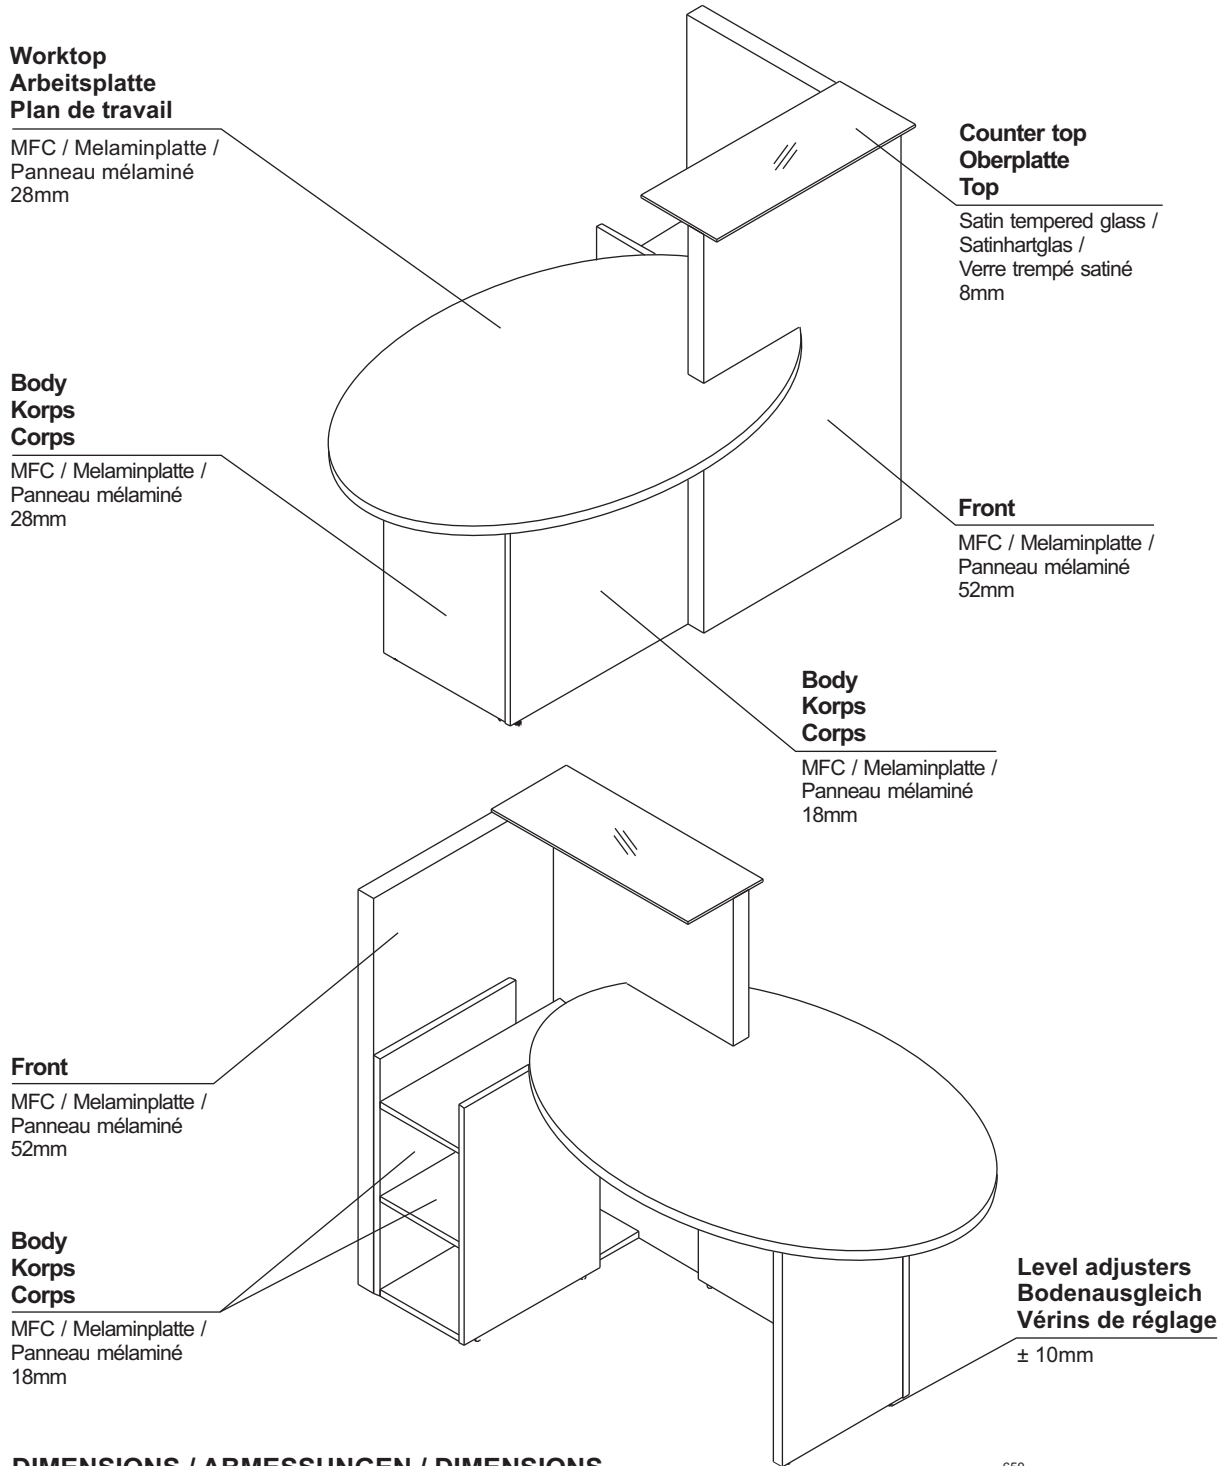 Worktop
Arbeitsplatte
Plan de travail
MFC / Melaminplatte /
Panneau mélaminé
28mm
Counter top
Oberplatte
Top
Satin tempered glass /
Satinhartglas /
Verre trempé satiné
8mm
Body
Korps
Corps
MFC / Melaminplatte /
Panneau mélaminé
28mm
Front
MFC / Melaminplatte /
Panneau mélaminé
52mm
Body
Korps
Corps
MFC / Melaminplatte /
Panneau mélaminé
18mm
Front
MFC / Melaminplatte /
Panneau mélaminé
52mm
Body
Korps
Corps
MFC / Melaminplatte /
Panneau mélaminé
18mm
Level adjusters
Bodenausgleich
Vérins de réglage
± 10mm
DIMENSIONS / ABMESSUNGEN / DIMENSIONS